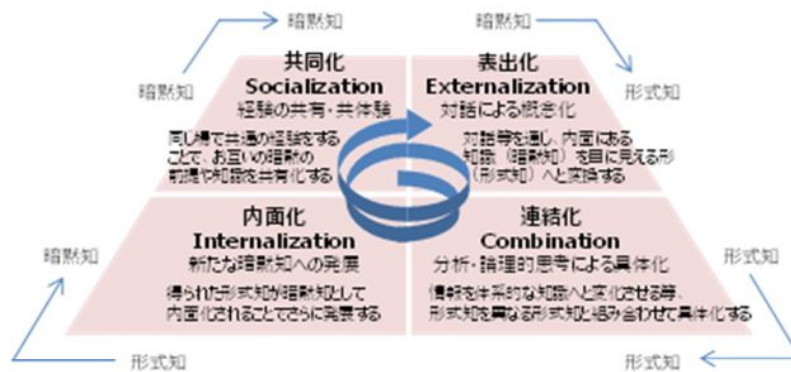 暗黙知
暗黙知
暗黙知
形式知
共同化
Socialization
経験の共有・共体験
同じ場で共通の経験をする
ことで、お互いの暗黙の
前提や知識を共有化する
表出化
Externalization
対話による概念化
対話等を通し、内面にある
知識（暗黙知）を目に見える形
（形式知）へと変換する
内面化
Internalization
新たな暗黙知への発展
得られた形式知が暗黙知として
内面化されることでさらに発展する
連結化
Combination
分析・論理的思考による具体化
情報を体系的な知識へと変化させる等、
形式知を異なる形式知と組み合わせて具体化する
暗黙知
形式知
形式知
形式知